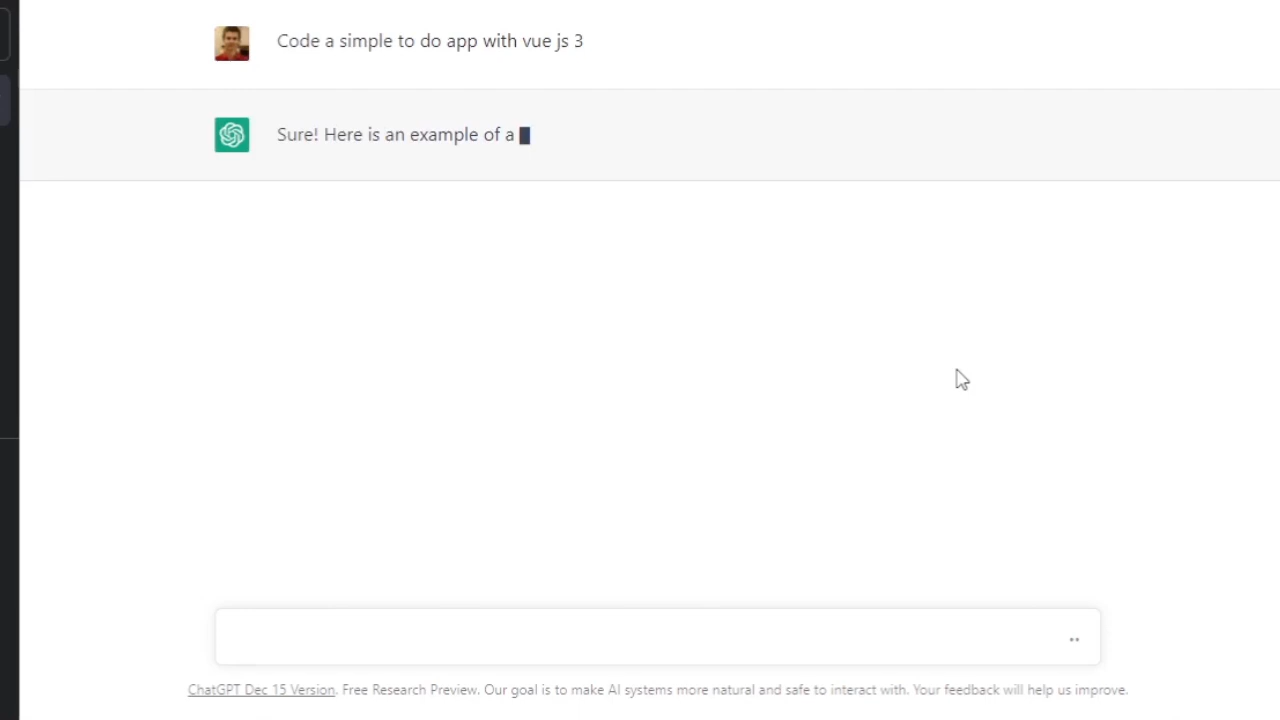 Code a simple to do app with vue js 3
Sure! Here is an example of a
ChatGPT Dec 15 Version. Free Research Preview. Our goal is to make AI systems more natural and safe to interact with. Your feedback will help us improve.